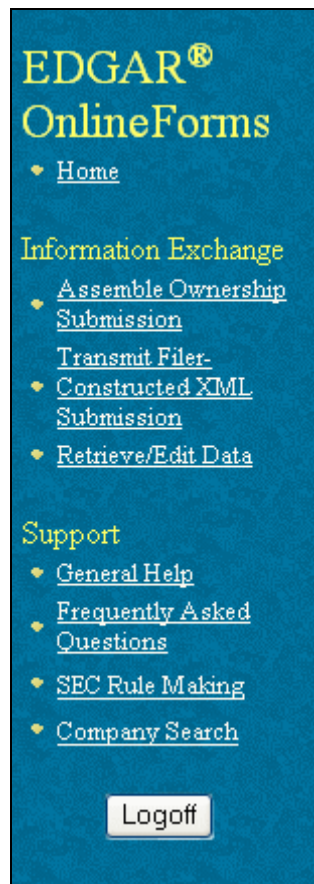 EDGAR®
OnlineForms
Home
Information Exchange
Assemble Ownership
Submission
Transmit Filer-
Constructed XML
Submission
Retrieve/Edit Data
Support
General Help
Frequently Asked
Questions
SEC Rule Making
Company Search
Logoff